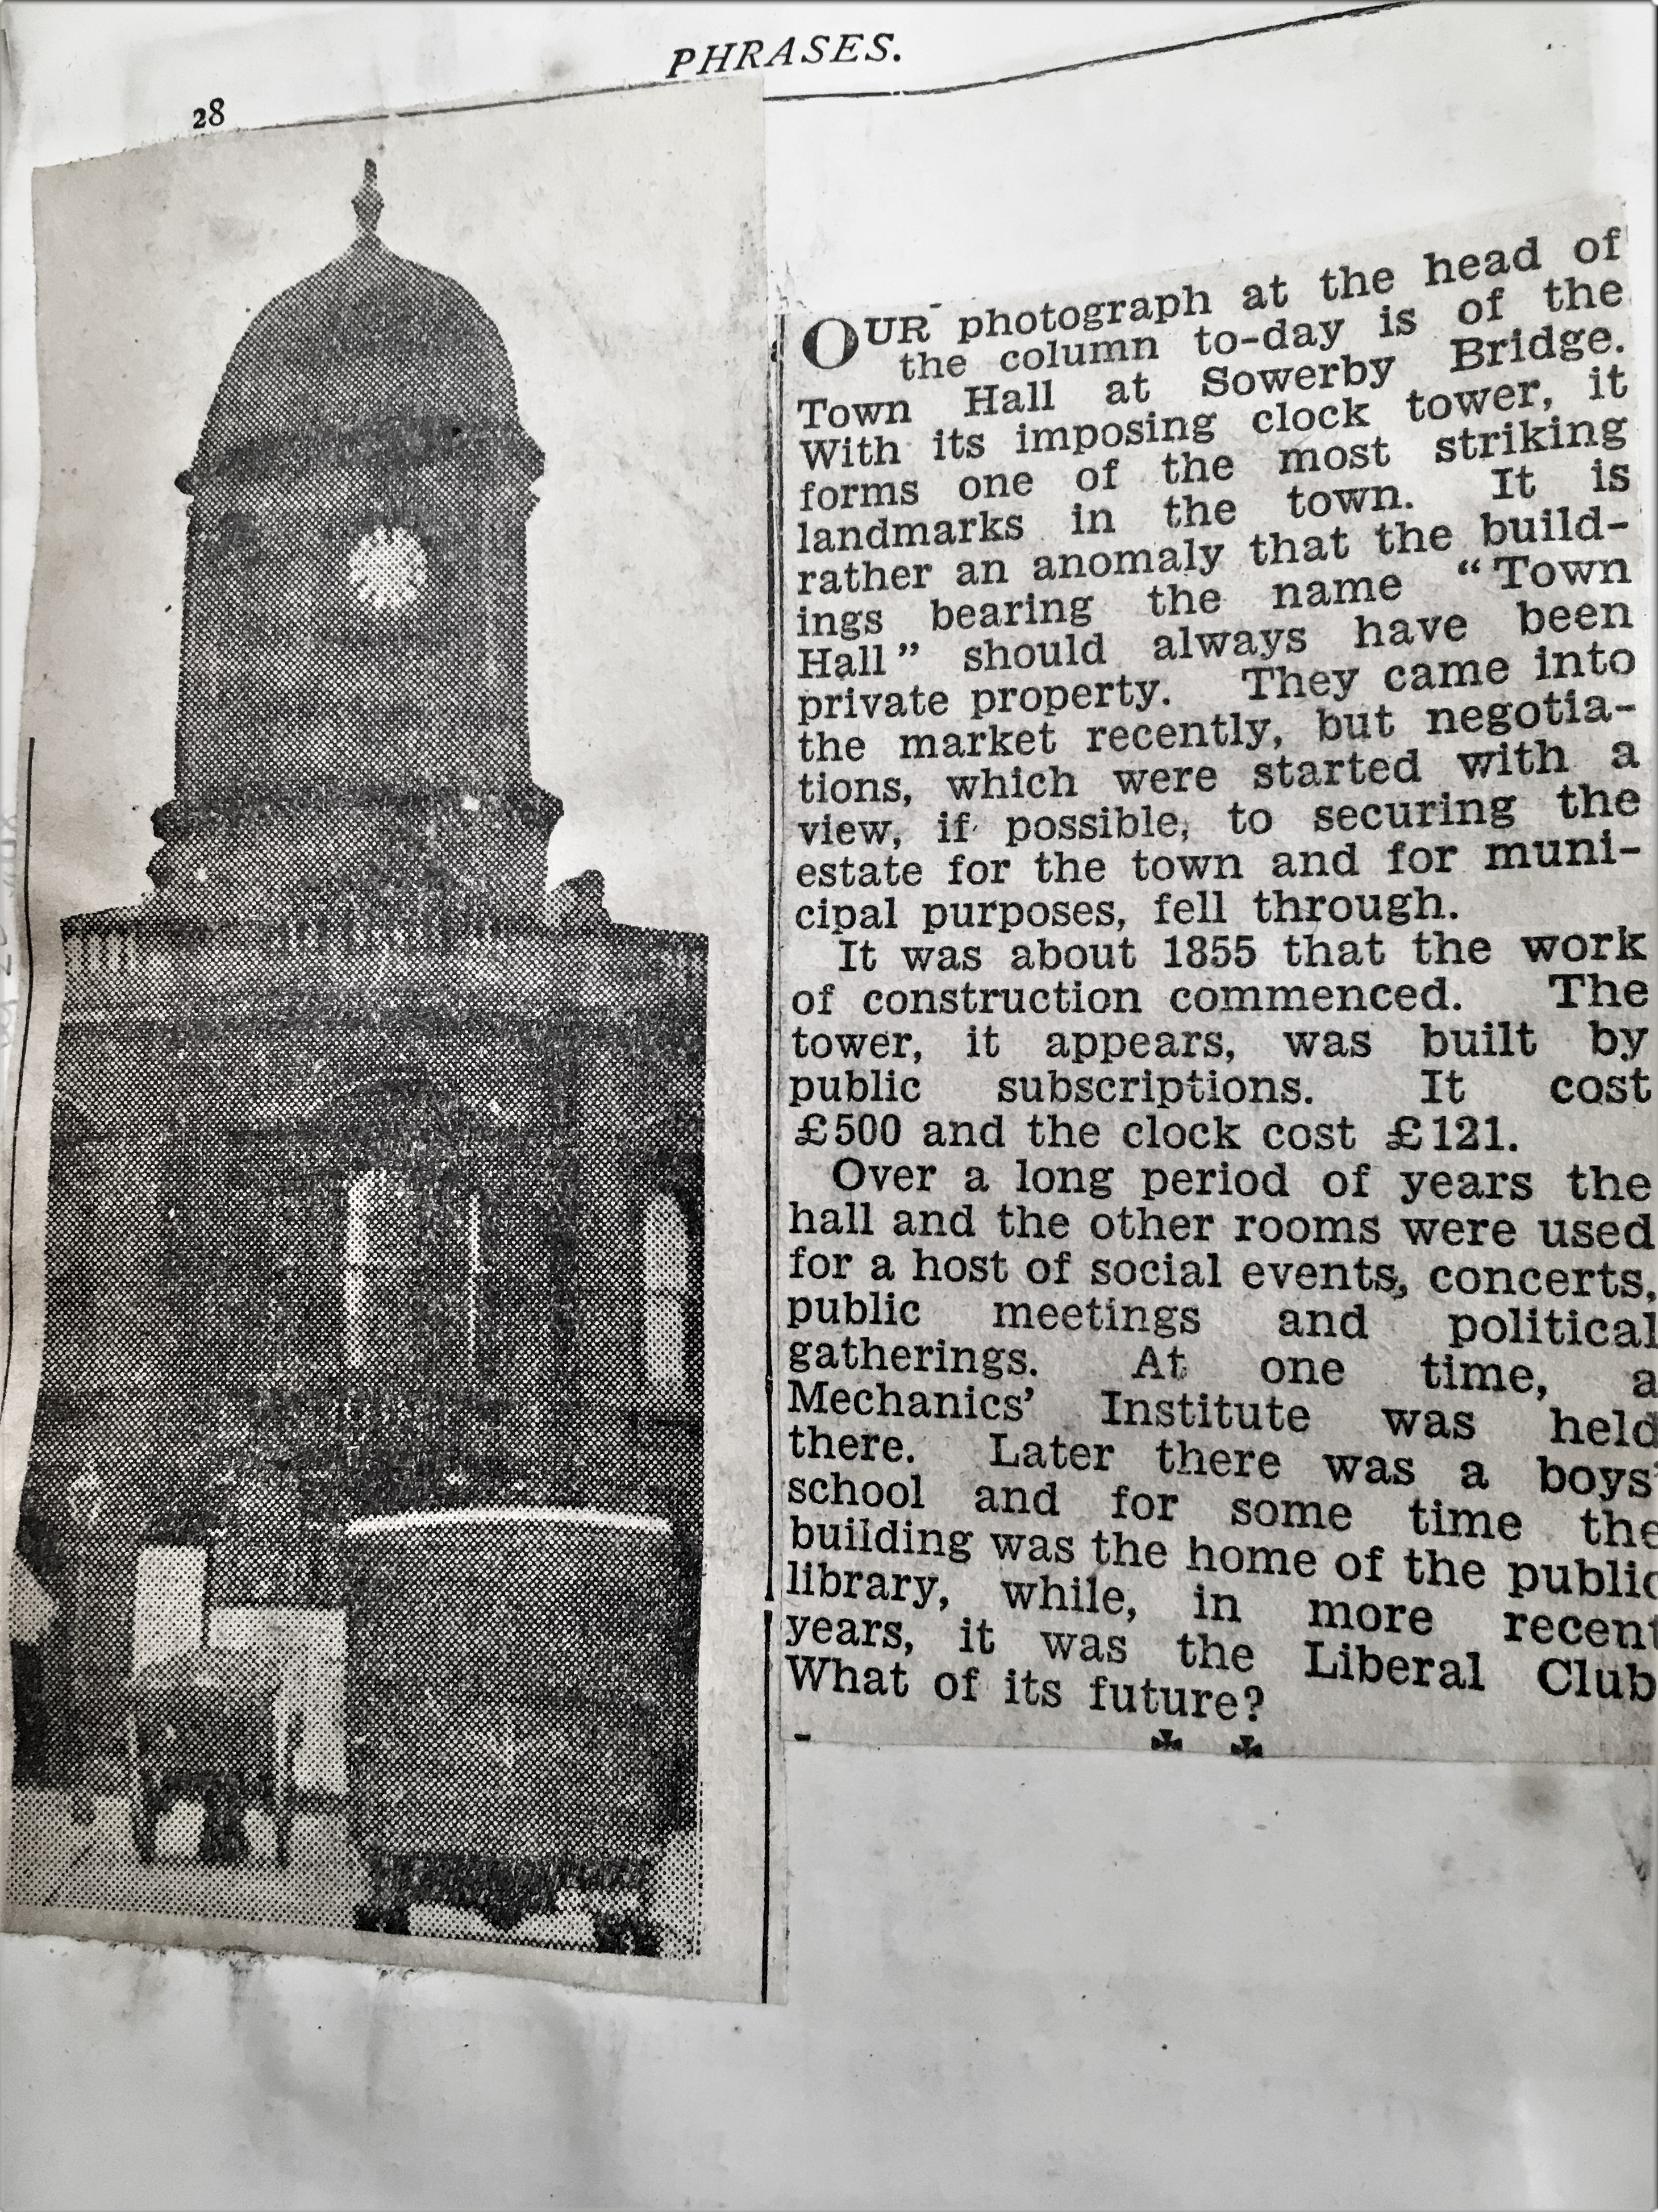 PHRASES.
28
OUR photograph at the head of
the column to-day is of the
Town Hall at Sowerby Bridge.
With its imposing clock tower, it
forms one of the most striking
landmarks in the town. It is
rather an anomaly that the build-
ings bearing the name "Town
Hall" should always have been
private property. They came into
the market recently, but negotia-
tions, which were started with a
view, if possible, to securing the
estate for the town and for muni-
cipal purposes, fell through.
It was about 1855 that the work
of construction commenced. The
tower, it appears, was built by
public subscriptions. It cost
£500 and the clock cost £121.
Over a long period of years the
hall and the other rooms were used
for a host of social events, concerts,
public meetings and political
gatherings. At one time, a
Mechanics' Institute was held
there. Later there was a boys'
school and for some time the
building was the home of the public
library, while, in more recent
years, it was the Liberal Club
What of its future?